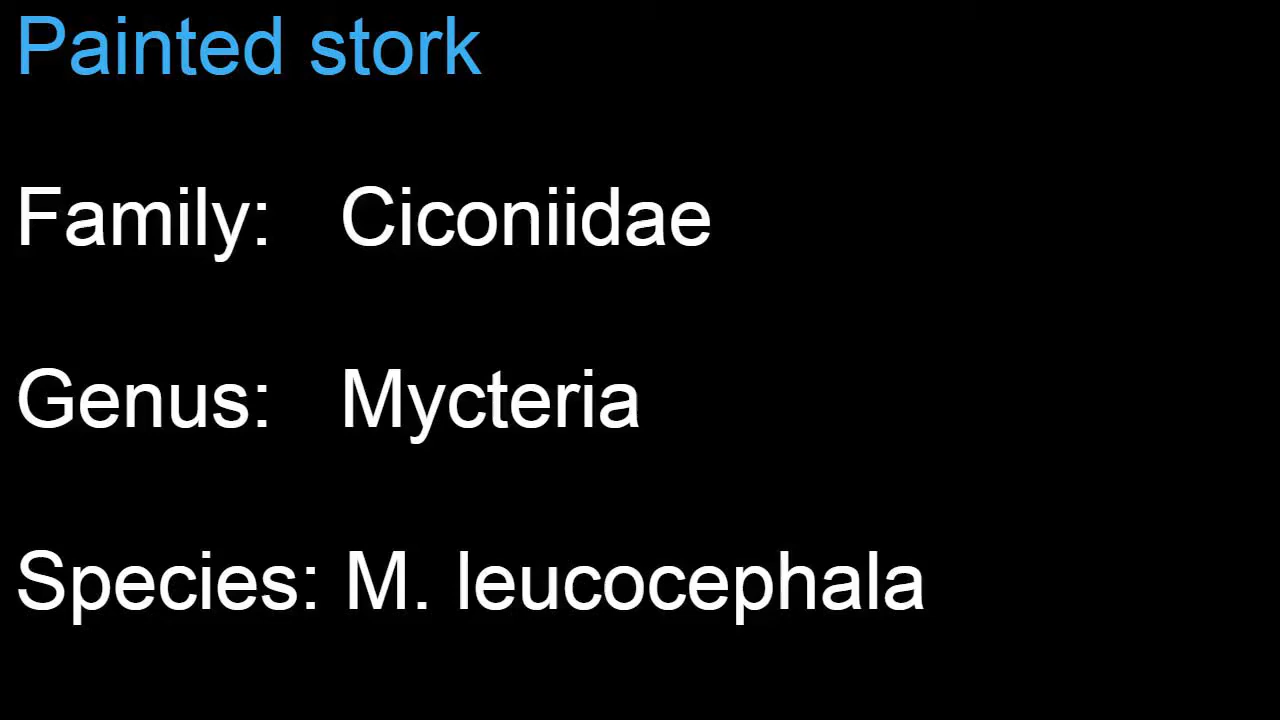 Painted stork
Family: Ciconiidae
Genus: Mycteria
Species: M. leucocephala